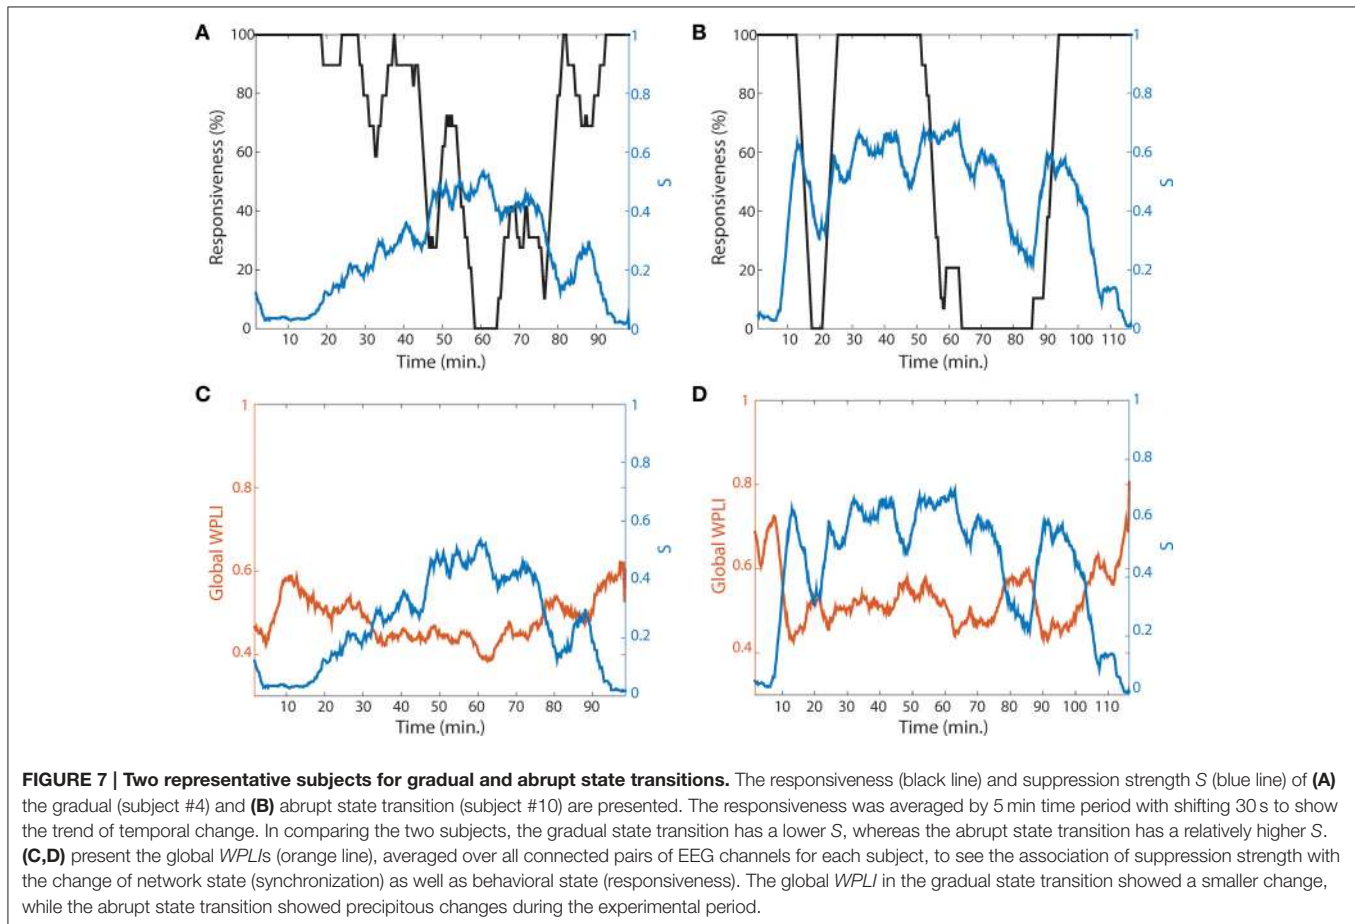 A
100
80
60
40
20
0
Responsiveness (%)
1
0.8
0.6
0.4
0.2
0
S
10 20 30 40 50 60 70 80 90
Time (min.)
B
100
80
60
40
20
0
Responsiveness (%)
1
0.8
0.6
0.4
0.2
0
S
10 20 30 40 50 60 70 80 90 100 110
Time (min.)
C
1
0.8
0.6
0.4
Global WPLI
1
0.8
0.6
0.4
0.2
0
S
10 20 30 40 50 60 70 80 90
Time (min.)
D
1
0.8
0.6
0.4
Global WPLI
1
0.8
0.6
0.4
0.2
0
S
10 20 30 40 50 60 70 80 90 100 110
Time (min.)
FIGURE 7 | Two representative subjects for gradual and abrupt state transitions. The responsiveness (black line) and suppression strength S (blue line) of (A)
the gradual (subject #4) and (B) abrupt state transition (subject #10) are presented. The responsiveness was averaged by 5 min time period with shifting 30 s to show
the trend of temporal change. In comparing the two subjects, the gradual state transition has a lower S, whereas the abrupt state transition has a relatively higher S.
(C,D) present the global WPLIs (orange line), averaged over all connected pairs of EEG channels for each subject, to see the association of suppression strength with
the change of network state (synchronization) as well as behavioral state (responsiveness). The global WPLI in the gradual state transition showed a smaller change,
while the abrupt state transition showed precipitous changes during the experimental period.